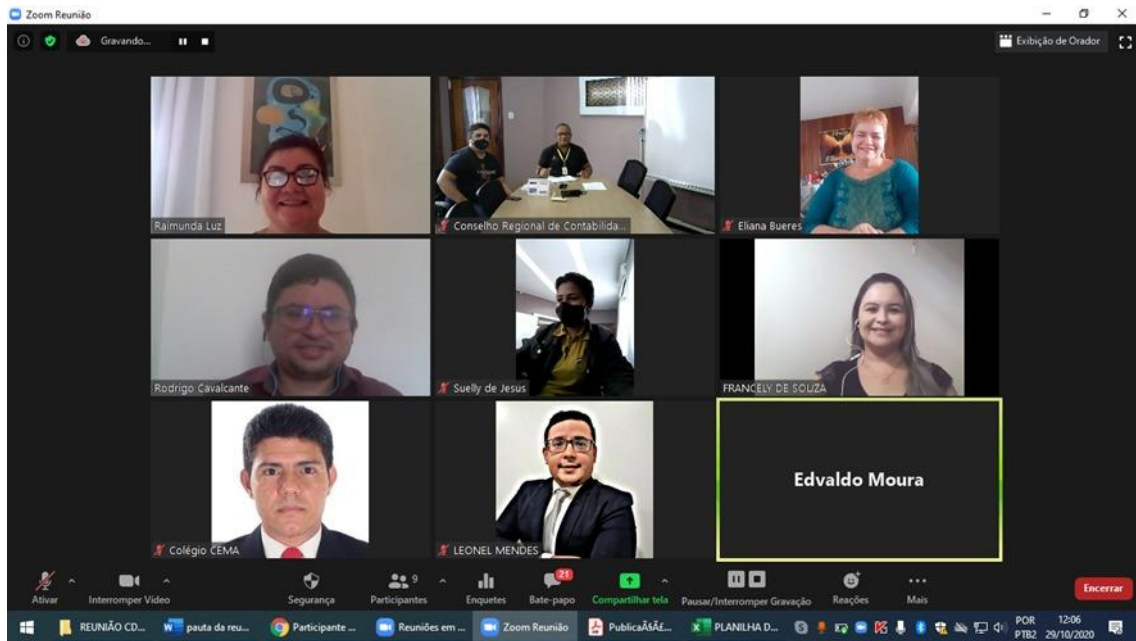 Zoom Reunião
Gravando...
Exibição de Orador
Raimunda Luz
Conselho Regional de Contabilida...
Eliana Bueres
Rodrigo Cavalcante
Suelly de Jesus
FRANCELY DE SOUZA
Colégio CEMA
LEONEL MENDES
Edvaldo Moura
Ativar
Interromper Vídeo
Segurança
Participantes
9
Enquetes
Bate-papo
21
Compartilhar tela
Pausar/Interromper Gravação
Reações
Mais
Encerrar
REUNIÃO CD...
pauta da reu...
Participante ...
Reuniões em ...
Zoom Reunião
PublicaÃ§Ã£...
PLANILHA D...
POR
PTB2
12:06
29/10/2020